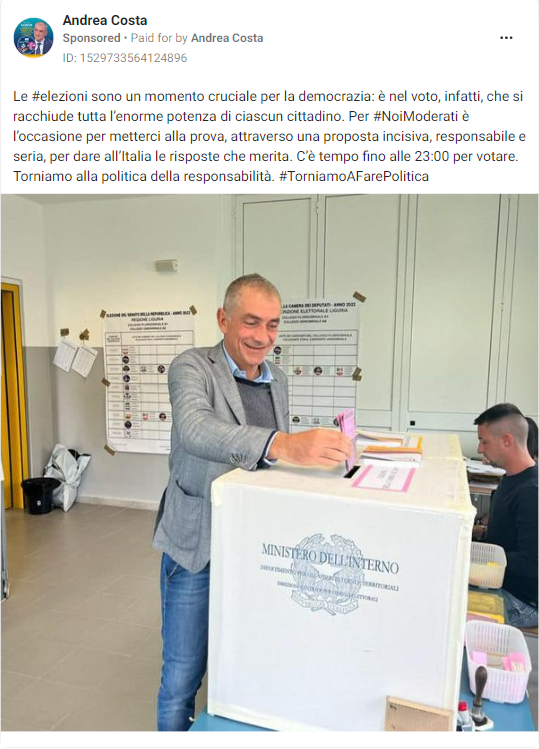 Andrea Costa
Sponsored • Paid for by Andrea Costa
ID: 1529733564124896
Le #elezioni sono un momento cruciale per la democrazia: è nel voto, infatti, che si
racchiude tutta l'enorme potenza di ciascun cittadino. Per #NoiModerati è
l'occasione per metterci alla prova, attraverso una proposta incisiva, responsabile e
seria, per dare all'Italia le risposte che merita. C'è tempo fino alle 23:00 per votare.
Torniamo alla politica della responsabilità. #TorniamoAFarePolitica
ELEZIONE DEL SENATO DELLA REPUBBLICA - ANNO 2022
REGIONE LIGURIA
CAMERA DEI DEPUTATI - ANNO 2022
ELETTORALE LIGURIA
MINISTERO DELL'INTERNO